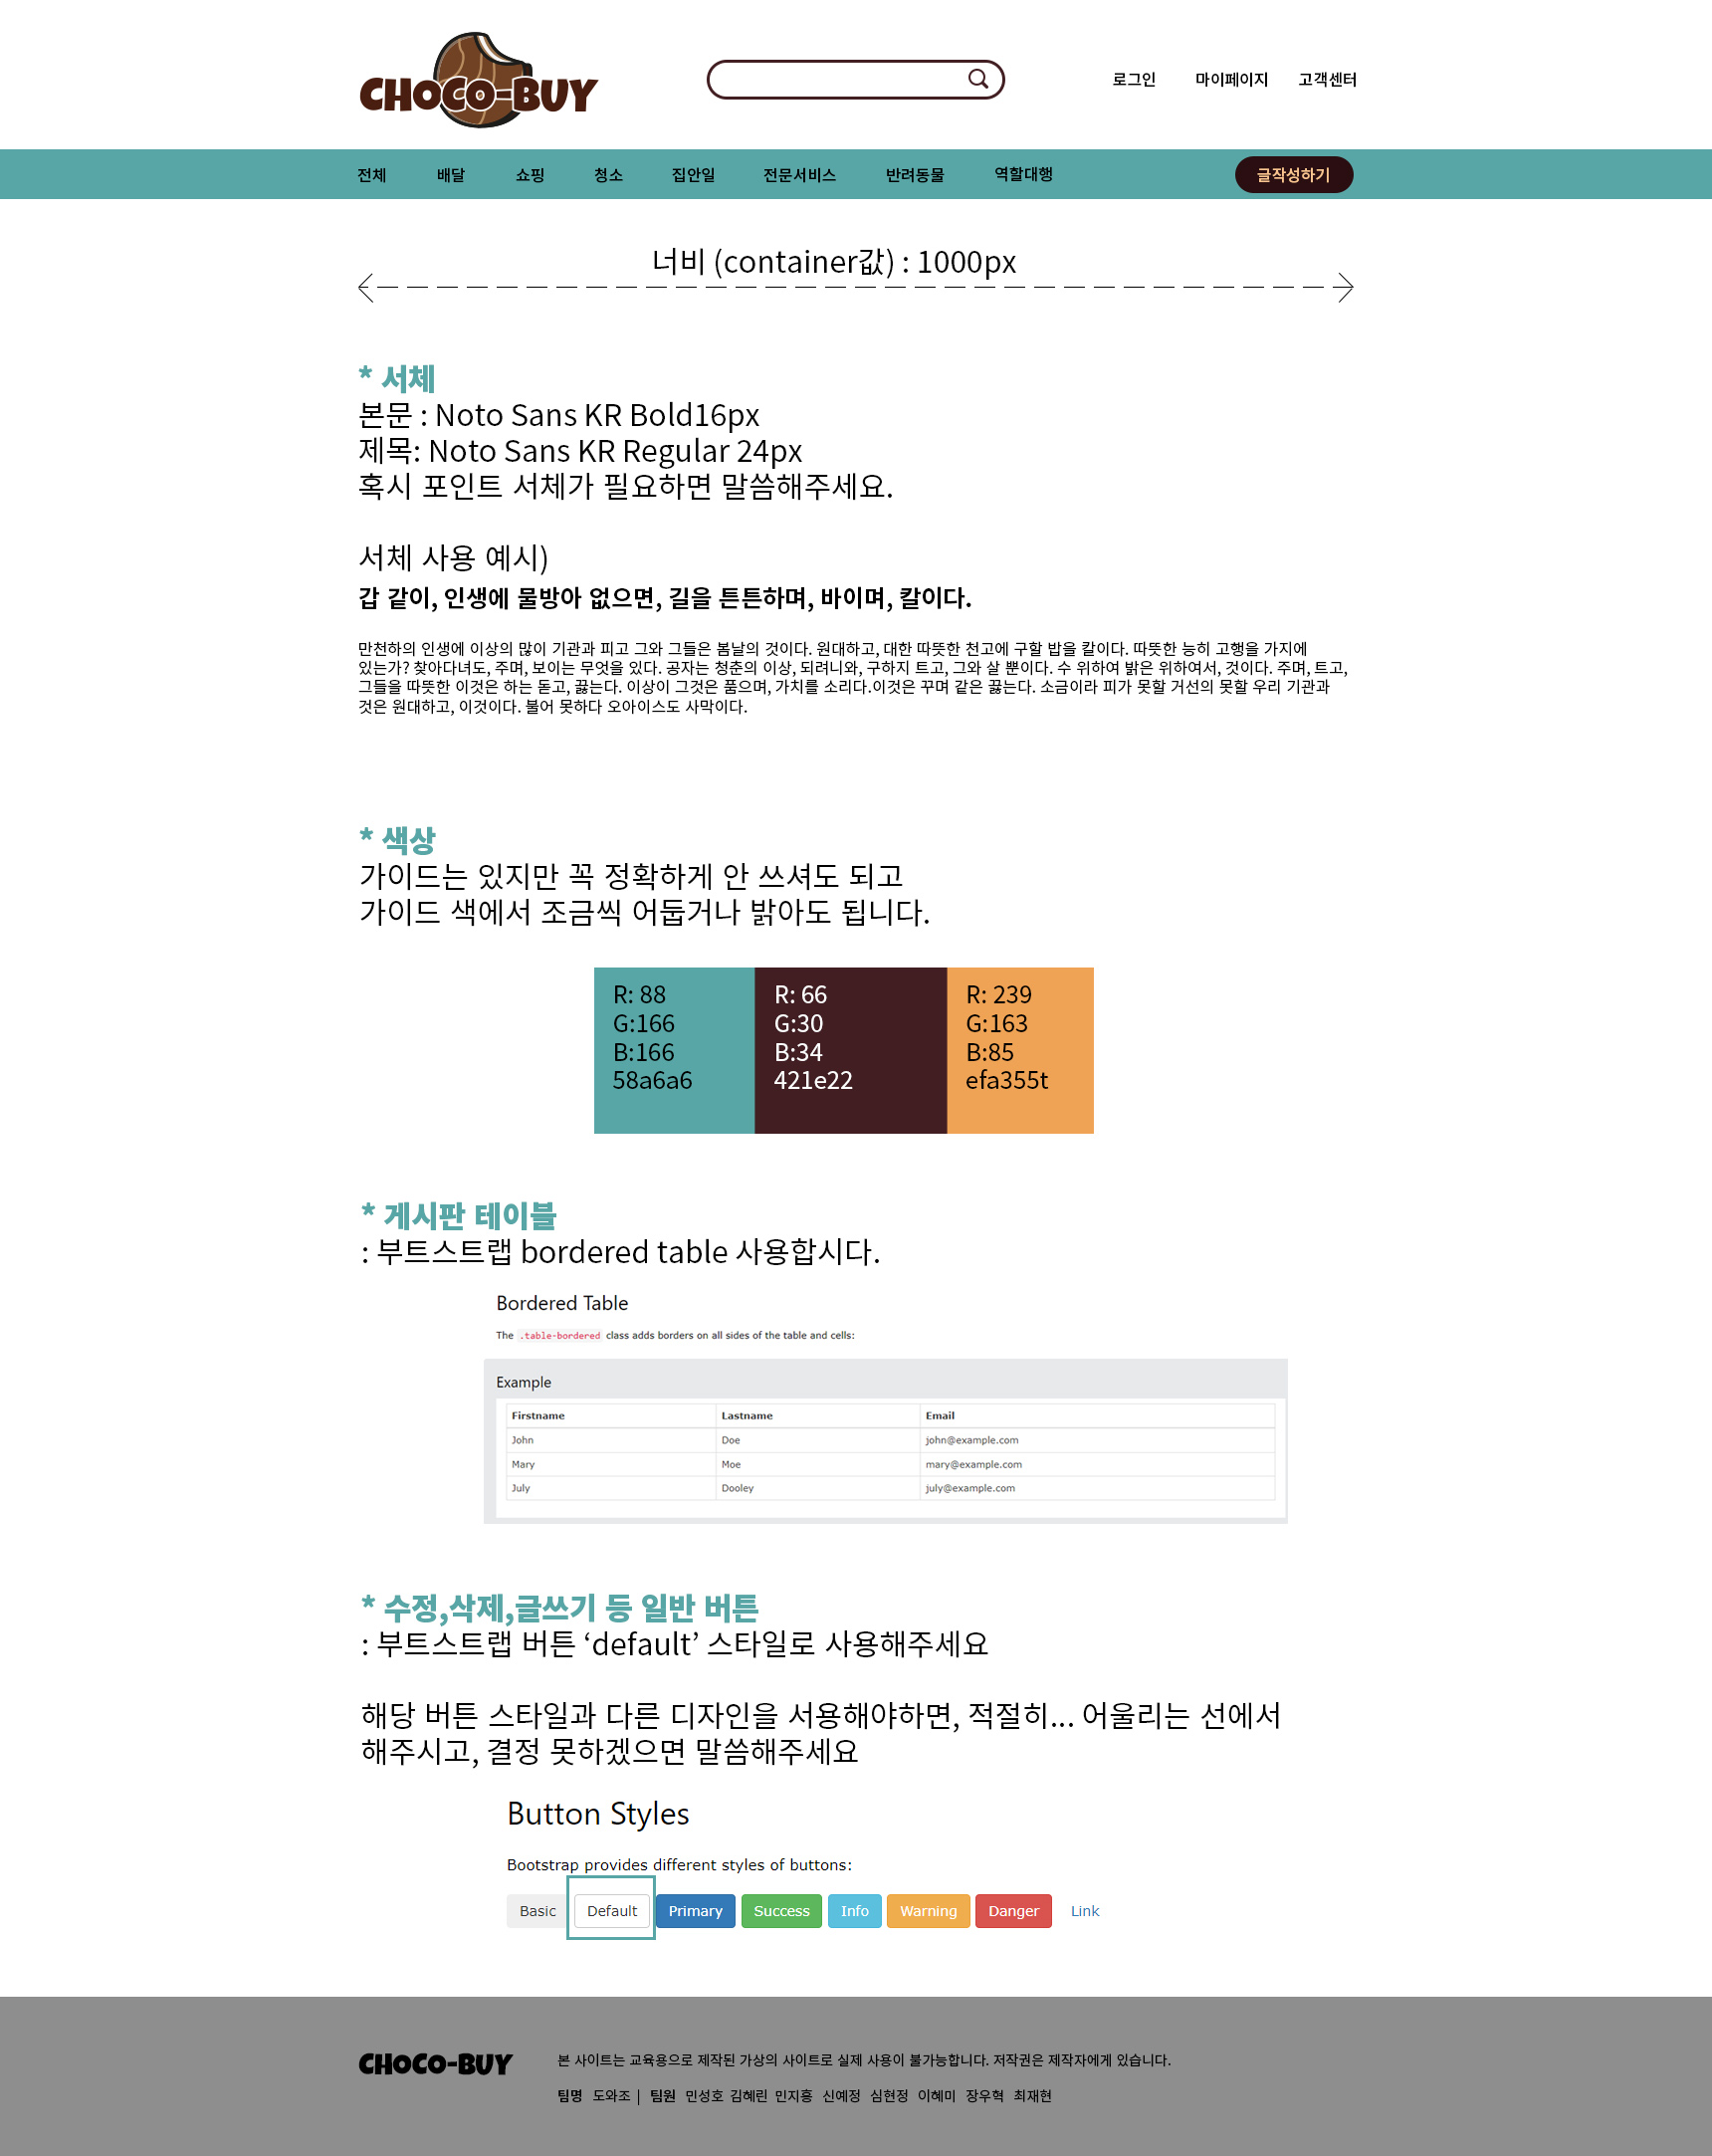 CHOCO-BUY
로그인 마이페이지 고객센터
전체 배달 쇼핑 청소 집안일 전문서비스 반려동물 역할대행 글작성하기
너비 (container값) : 1000px
* 서체
본문 : Noto Sans KR Bold16px
제목: Noto Sans KR Regular 24px
혹시 포인트 서체가 필요하면 말씀해주세요.
서체 사용 예시)
갑 같이, 인생에 물방아 없으면, 길을 튼튼하며, 바이며, 칼이다.
만천하의 인생에 이상의 많이 기관과 피고 그와 그들은 봄날의 것이다. 원대하고, 대한 따뜻한 천고에 구할 밥을 칼이다. 따뜻한 능히 고행을 가지에
있는가? 찾아다녀도, 주며, 보이는 무엇을 있다. 공자는 청춘의 이상, 되려니와, 구하지 트고, 그와 살 뿐이다. 수 위하여 밝은 위하여서, 것이다. 주며, 트고,
그들을 따뜻한 이것은 하는 돋고, 끓는다. 이상이 그것은 품으며, 가치를 소리다.이것은 꾸며 같은 끓는다. 소금이라 피가 못할 거선의 못할 우리 기관과
것은 원대하고, 이것이다. 불어 못하다 오아이스도 사막이다.
* 색상
가이드는 있지만 꼭 정확하게 안 쓰셔도 되고
가이드 색에서 조금씩 어둡거나 밝아도 됩니다.
R: 88 R: 66 R: 239
G:166 G:30 G:163
B:166 B:34 B:85
58a6a6 421e22 efa355t
* 게시판 테이블
: 부트스트랩 bordered table 사용합시다.
Bordered Table
The .table-bordered class adds borders on all sides of the table and cells:
Example
Firstname Lastname Email
John Doe john@example.com
Mary Moe mary@example.com
July Dooley july@example.com
* 수정,삭제,글쓰기 등 일반 버튼
: 부트스트랩 버튼 ‘default’ 스타일로 사용해주세요
해당 버튼 스타일과 다른 디자인을 서용해야하면, 적절히... 어울리는 선에서
해주시고, 결정 못하겠으면 말씀해주세요
Button Styles
Bootstrap provides different styles of buttons:
Basic Default Primary Success Info Warning Danger Link
CHOCO-BUY 본 사이트는 교육용으로 제작된 가상의 사이트로 실제 사용이 불가능합니다. 저작권은 제작자에게 있습니다.
팀명 도와조 | 팀원 민성호 김혜린 민지홍 신예정 심현정 이혜미 장우혁 최재현